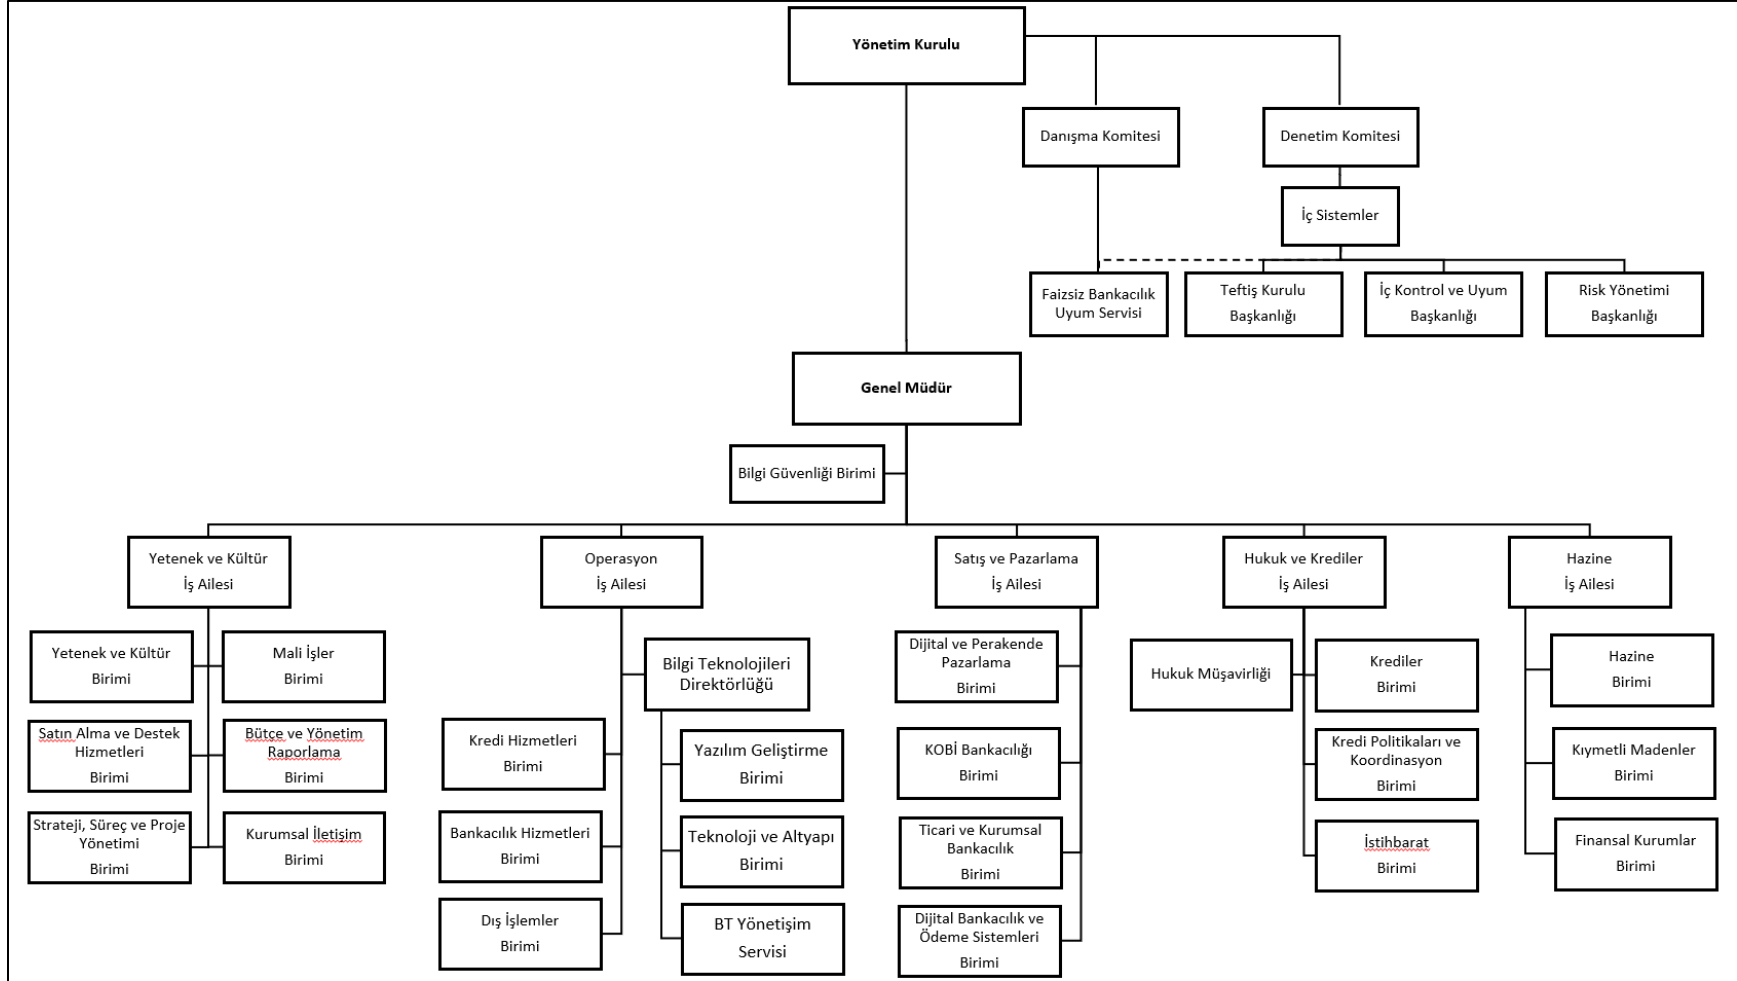 Yönetim Kurulu
Danışma Komitesi
Denetim Komitesi
İç Sistemler
Faizsiz Bankacılık
Uyum Servisi
Teftiş Kurulu
Başkanlığı
İç Kontrol ve Uyum
Başkanlığı
Risk Yönetimi
Başkanlığı
Genel Müdür
Bilgi Güvenliği Birimi
Yetenek ve Kültür
İş Ailesi
Operasyon
İş Ailesi
Satış ve Pazarlama
İş Ailesi
Hukuk ve Krediler
İş Ailesi
Hazine
İş Ailesi
Yetenek ve Kültür
Birimi
Mali İşler
Birimi
Satın Alma ve Destek
Hizmetleri
Birimi
Bütçe ve Yönetim
Raporlama
Birimi
Strateji, Süreç ve Proje
Yönetimi
Birimi
Kurumsal İletişim
Birimi
Bilgi Teknolojileri
Direktörlüğü
Kredi Hizmetleri
Birimi
Yazılım Geliştirme
Birimi
Bankacılık Hizmetleri
Birimi
Teknoloji ve Altyapı
Birimi
Dış İşlemler
Birimi
BT Yönetişim
Servisi
Dijital ve Perakende
Pazarlama
Birimi
KOBİ Bankacılığı
Birimi
Ticari ve Kurumsal
Bankacılık
Birimi
Dijital Bankacılık ve
Ödeme Sistemleri
Birimi
Hukuk Müşavirliği
Krediler
Birimi
Kredi Politikaları ve
Koordinasyon
Birimi
İstihbarat
Birimi
Hazine
Birimi
Kıymetli Madenler
Birimi
Finansal Kurumlar
Birimi